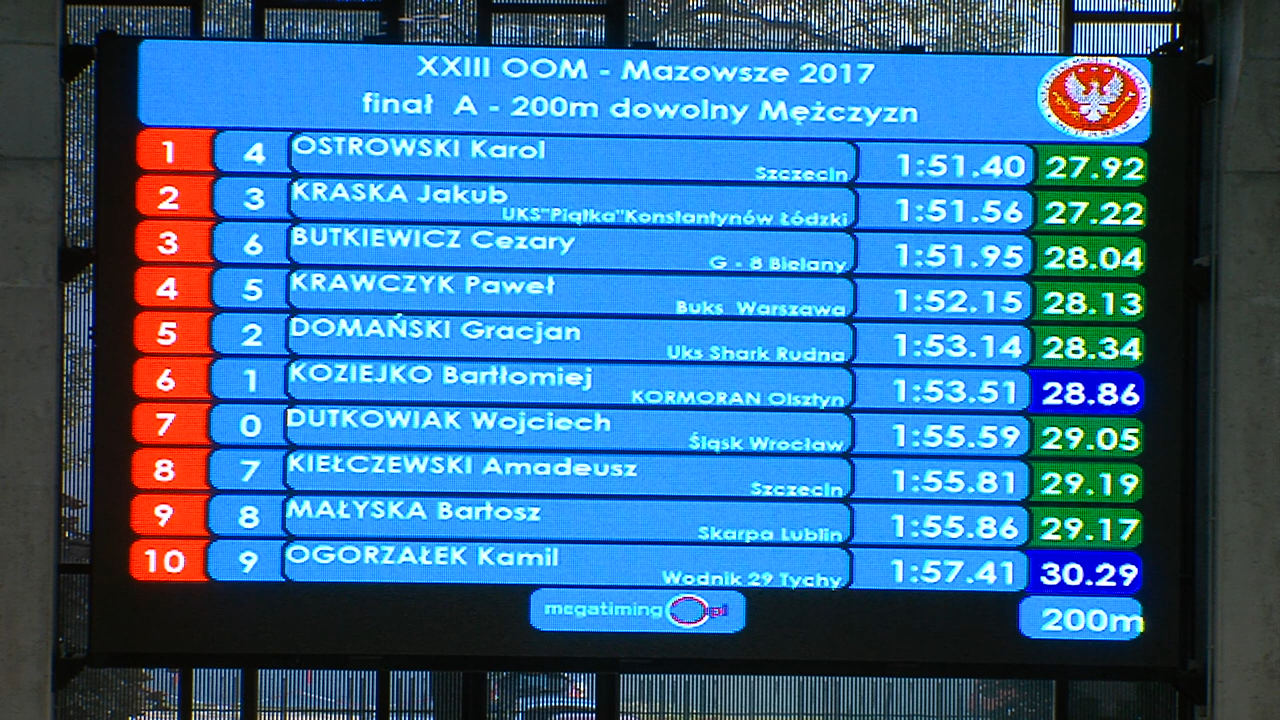 XXIII OOM - Mazowsze 2017
finał A - 200m dowolny Mężczyzn
1 4 OSTROWSKI Karol Szczecin 1:51.40 27.92
2 3 KRASKA Jakub UKS"Piątka"Konstantynów Łódzki 1:51.56 27.22
3 6 BUTKIEWICZ Cezary G - 8 Bielany 1:51.95 28.04
4 5 KRAWCZYK Paweł Buks Warszawa 1:52.15 28.13
5 2 DOMAŃSKI Gracjan Uks Shark Rudna 1:53.14 28.34
6 1 KOZIEJKO Bartłomiej KORMORAN Olsztyn 1:53.51 28.86
7 0 DUTKOWIAK Wojciech Śląsk Wrocław 1:55.59 29.05
8 7 KIEŁCZEWSKI Amadeusz Szczecin 1:55.81 29.19
9 8 MAŁYSKA Bartosz Skarpa Lublin 1:55.86 29.17
10 9 OGORZAŁEK Kamil Wodnik 29 Tychy 1:57.41 30.29
megatiming
200m